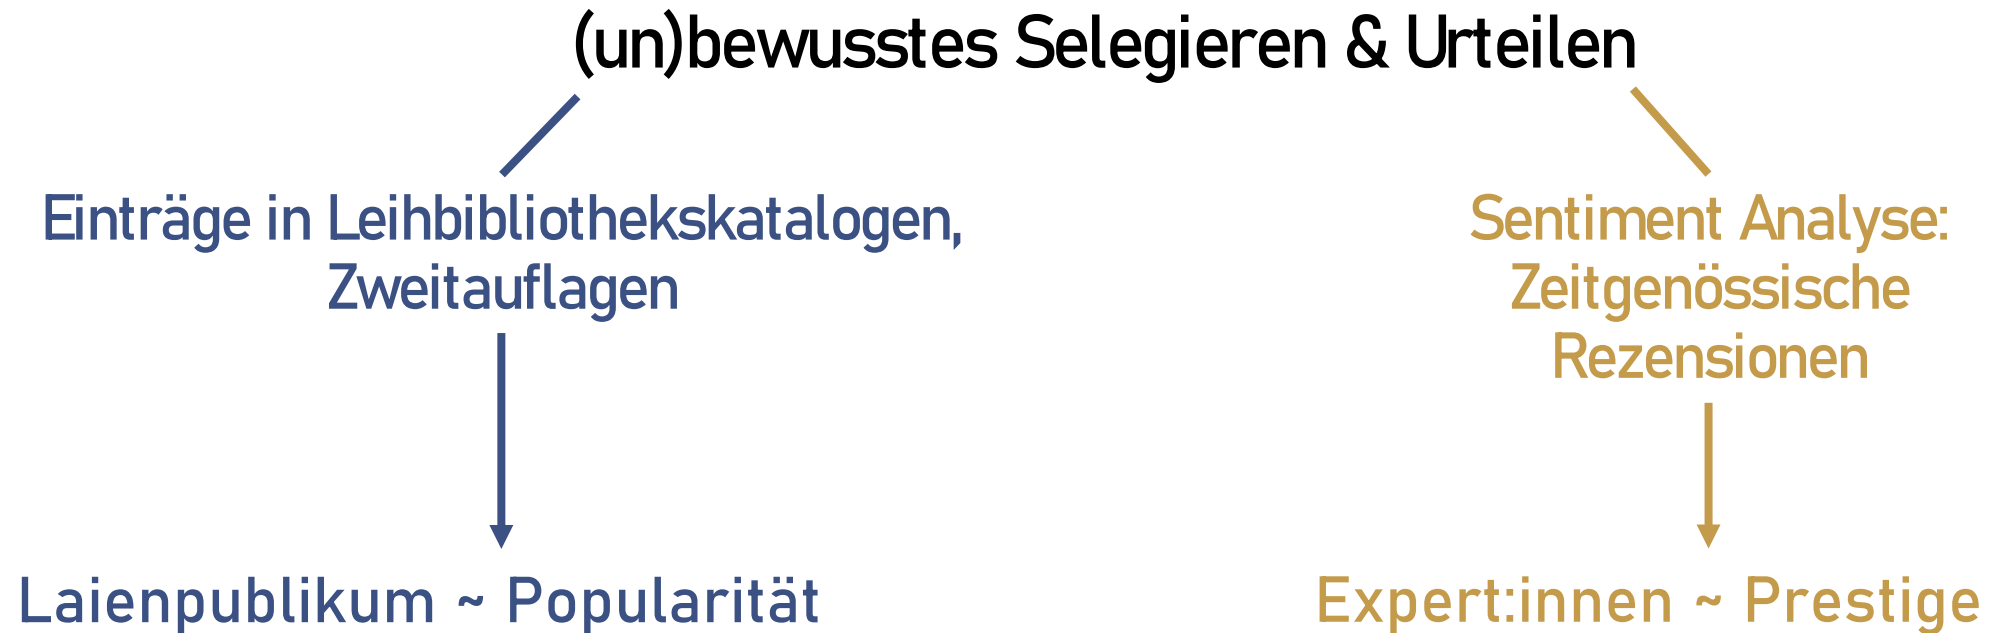 (un)bewusstes Selegieren & Urteilen
Einträge in Leihbibliothekskatalogen,
Zweitauflagen
Sentiment Analyse:
Zeitgenössische
Rezensionen
Laienpublikum ~ Popularität
Expert:innen ~ Prestige